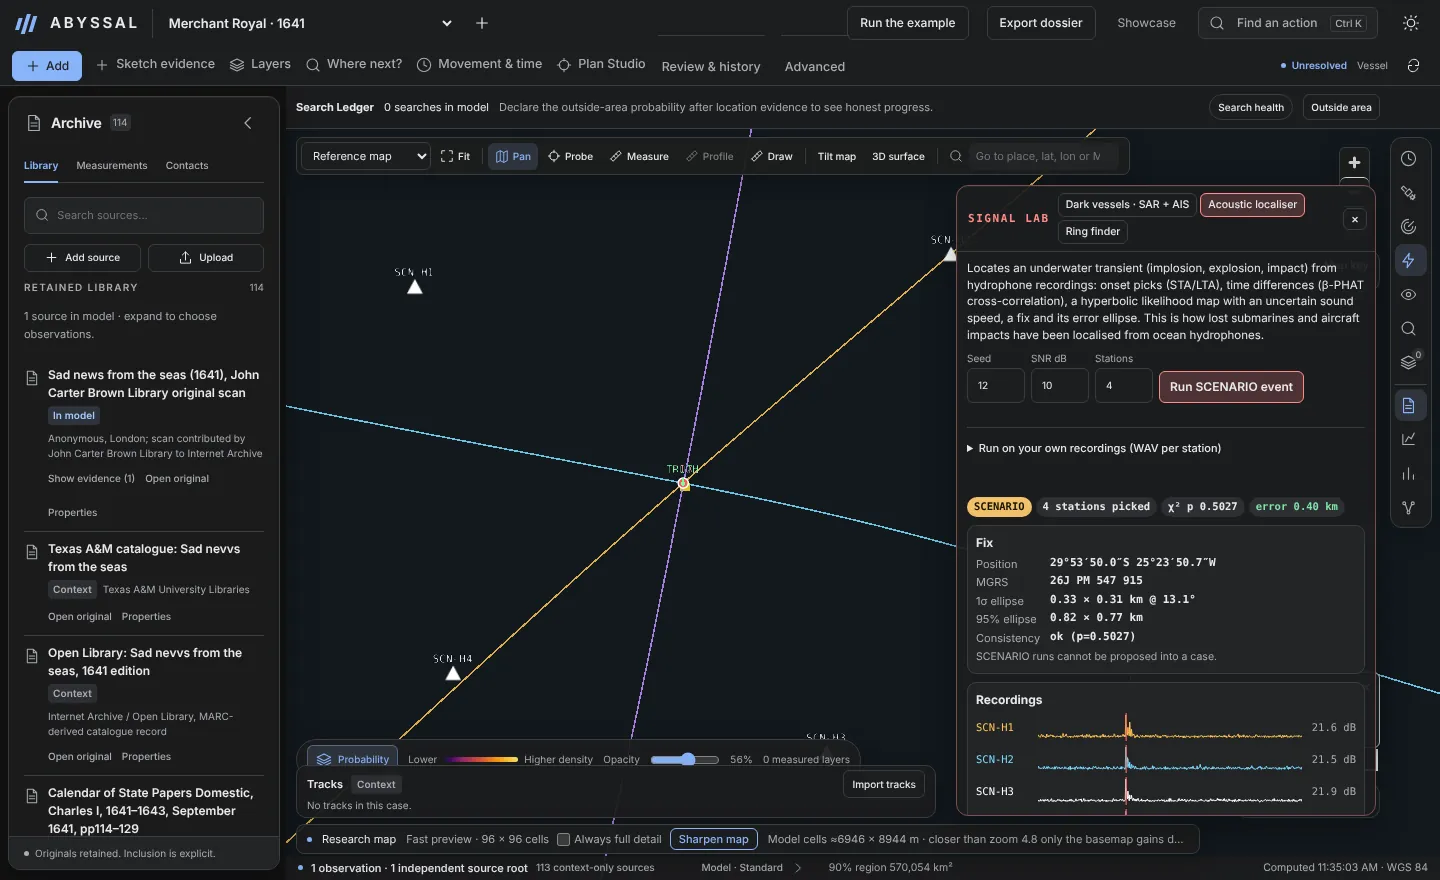 ABYSSAL
Merchant Royal · 1641
Run the example
Export dossier
Showcase
Find an action
Ctrl K
Add
Sketch evidence
Layers
Where next?
Movement & time
Plan Studio
Review & history
Advanced
Unresolved
Vessel
Archive
114
Library
Measurements
Contacts
Search sources...
Add source
Upload
RETAINED LIBRARY
114
1 source in model · expand to choose
observations.
Sad news from the seas (1641), John
Carter Brown Library original scan
In model
Anonymous, London; scan contributed by
John Carter Brown Library to Internet Archive
Show evidence (1)
Open original
Properties
Texas A&M catalogue: Sad nevvs
from the seas
Context
Texas A&M University Libraries
Open original
Properties
Open Library: Sad nevvs from the
seas, 1641 edition
Context
Internet Archive / Open Library, MARC-
derived catalogue record
Open original
Properties
Calendar of State Papers Domestic,
Charles I, 1641–1643, September
1641, pp114–129
Originals retained. Inclusion is explicit.
Search Ledger
0 searches in model
Declare the outside-area probability after location evidence to see honest progress.
Search health
Outside area
Reference map
Fit
Pan
Probe
Measure
Profile
Draw
Tilt map
3D surface
Go to place, lat, lon or M
SCN-H1
SCN-
TRUTH
SCN-H4
SCN-H3
SIGNAL LAB
Dark vessels · SAR + AIS
Acoustic localiser
Ring finder
Locates an underwater transient (implosion, explosion, impact) from
hydrophone recordings: onset picks (STA/LTA), time differences (β-PHAT
cross-correlation), a hyperbolic likelihood map with an uncertain sound
speed, a fix and its error ellipse. This is how lost submarines and aircraft
impacts have been localised from ocean hydrophones.
Seed
SNR dB
Stations
12
10
4
Run SCENARIO event
Run on your own recordings (WAV per station)
SCENARIO
4 stations picked
χ² p 0.5027
error 0.40 km
Fix
Position 29°53′50.0″S 25°23′50.7″W
MGRS 26J PM 547 915
1σ ellipse 0.33 × 0.31 km @ 13.1°
95% ellipse 0.82 × 0.77 km
Consistency ok (p=0.5027)
SCENARIO runs cannot be proposed into a case.
Recordings
SCN-H1 21.6 dB
SCN-H2 21.5 dB
SCN-H3 21.9 dB
0
Probability
Lower
Higher density
Opacity
56%
0 measured layers
Tracks
Context
Import tracks
No tracks in this case.
Research map
Fast preview · 96 × 96 cells
Always full detail
Sharpen map
Model cells ≈6946 × 8944 m · closer than zoom 4.8 only the basemap gains d...
1 observation · 1 independent source root
113 context-only sources
Model · Standard
90% region 570,054 km²
Computed 11:35:03 AM · WGS 84